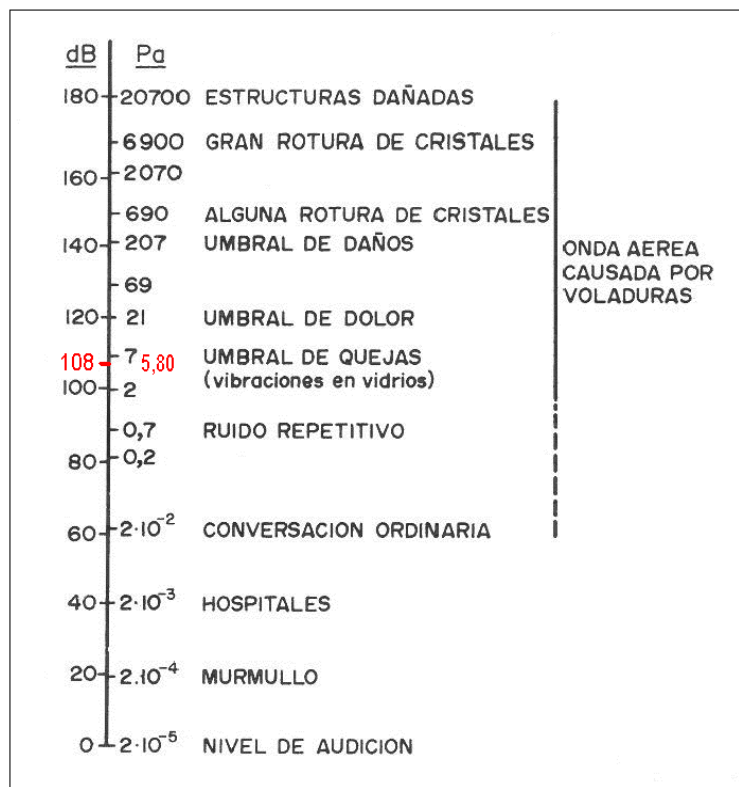 dB Pa
180 20700 ESTRUCTURAS DAÑADAS
6900 GRAN ROTURA DE CRISTALES
160 2070
690 ALGUNA ROTURA DE CRISTALES
140 207 UMBRAL DE DAÑOS
ONDA AEREA
CAUSADA POR
VOLADURAS
69
120 21 UMBRAL DE DOLOR
108 7 5,80 UMBRAL DE QUEJAS
(vibraciones en vidrios)
100 2
0,7 RUIDO REPETITIVO
80 0,2
60 2·10⁻² CONVERSACION ORDINARIA
40 2·10⁻³ HOSPITALES
20 2.10⁻⁴ MURMULLO
0 2·10⁻⁵ NIVEL DE AUDICION